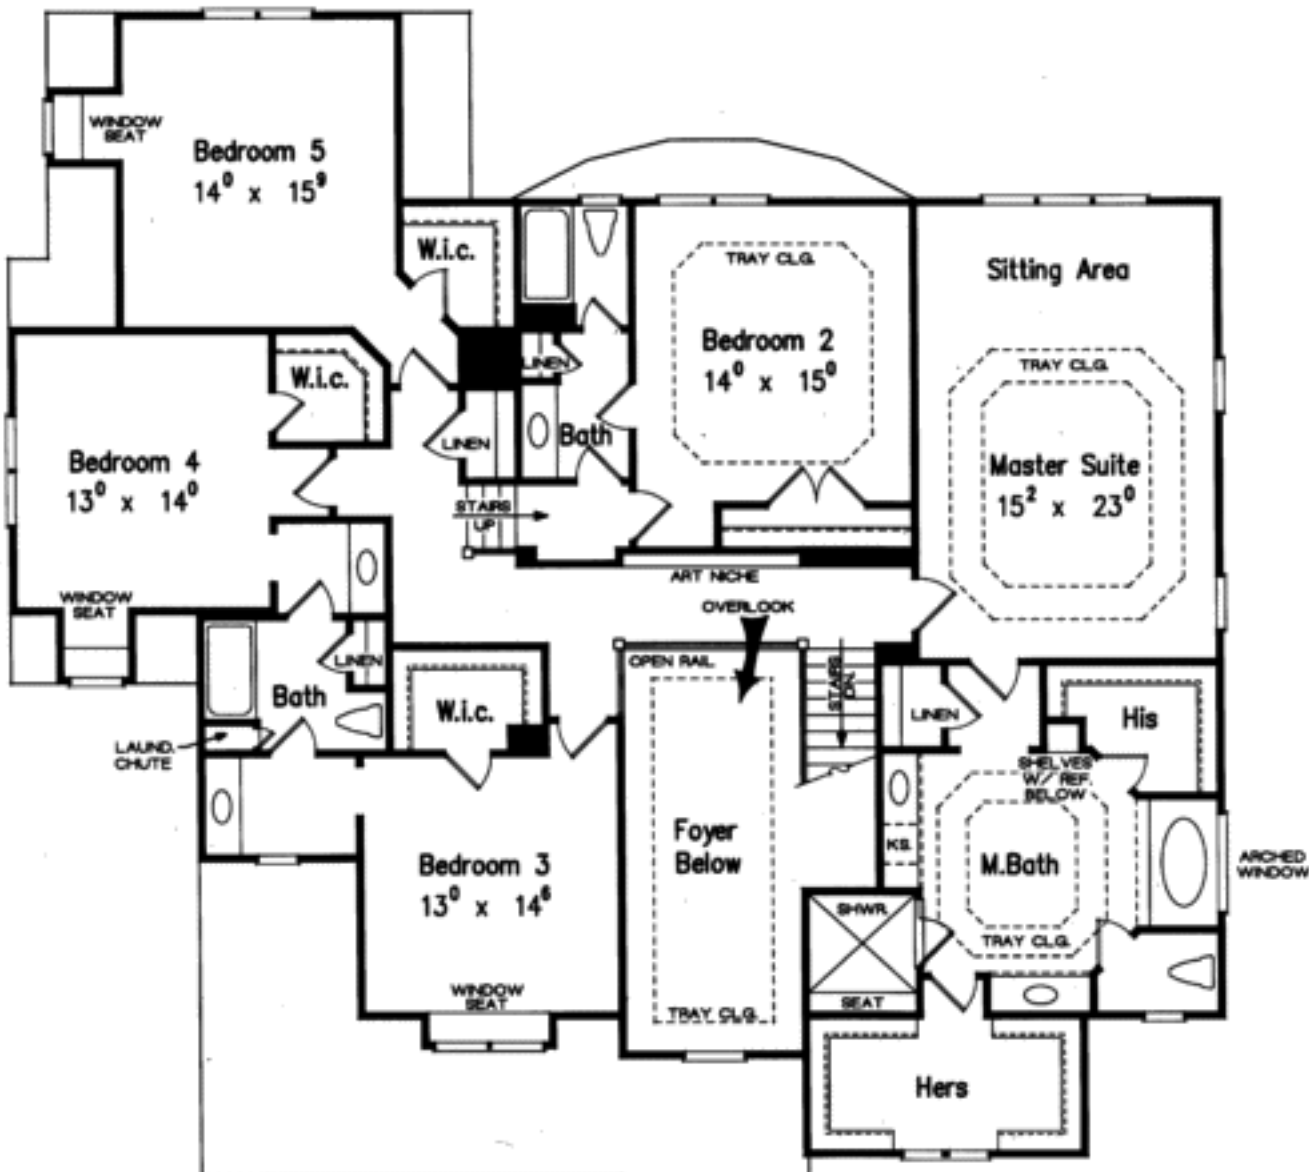 WINDOW
SEAT
Bedroom 5
14⁰ x 15⁹
W.i.c.
TRAY CLG.
Sitting Area
Bedroom 2
14⁰ x 15⁰
LINEN
W.i.c.
TRAY CLG.
Bath
LINEN
Bedroom 4
13⁰ x 14⁰
Master Suite
15² x 23⁰
STAIRS
UP
ART NICHE
OVERLOOK
WINDOW
SEAT
LINEN
OPEN RAIL
STAIRS
DN.
Bath
W.i.c.
LINEN
His
LAUND.
CHUTE
SHELVES
W/ REF.
BELOW
Foyer
Below
KS.
M.Bath
ARCHED
WINDOW
Bedroom 3
13⁰ x 14⁶
SHWR.
TRAY CLG.
WINDOW
SEAT
SEAT
TRAY CLG.
Hers